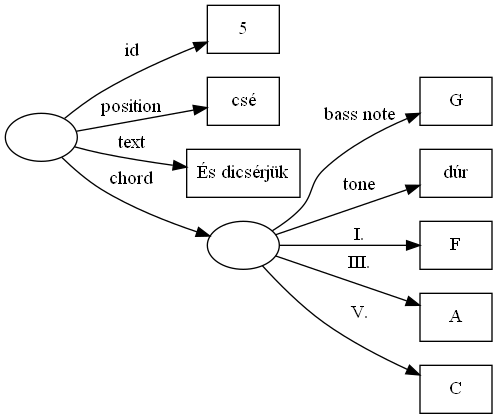 id
5
position
csé
text
És dicsérjük
chord
bass note
G
tone
dúr
I.
F
III.
A
V.
C